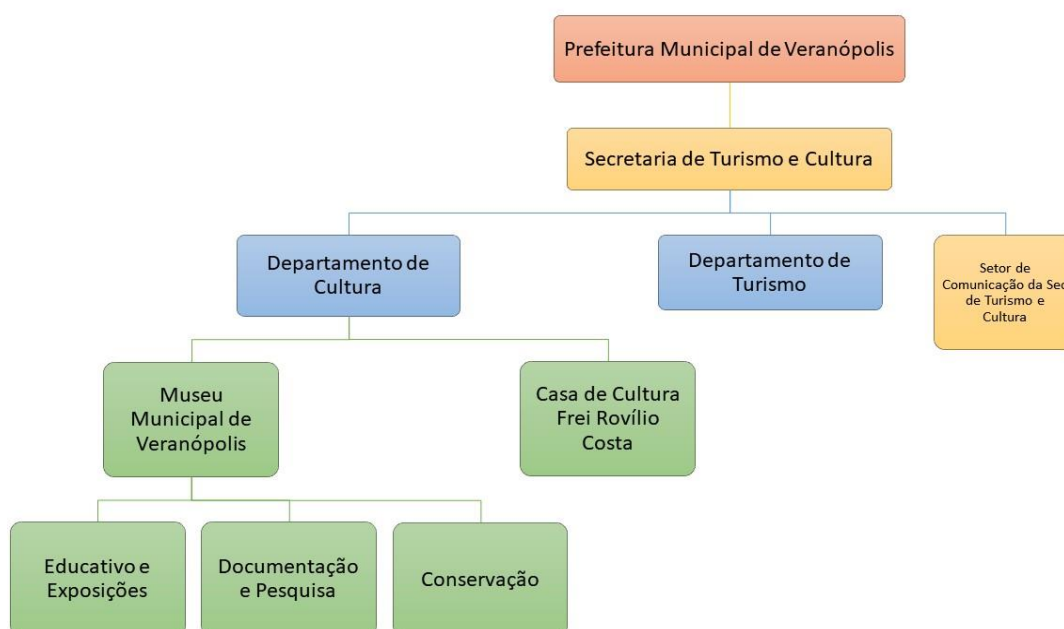 Prefeitura Municipal de Veranópolis
Secretaria de Turismo e Cultura
Departamento de
Cultura
Departamento de
Turismo
Setor de
Comunicação da Sec
de Turismo e
Cultura
Museu
Municipal de
Veranópolis
Casa de Cultura
Frei Rovílio
Costa
Educativo e
Exposições
Documentação
e Pesquisa
Conservação